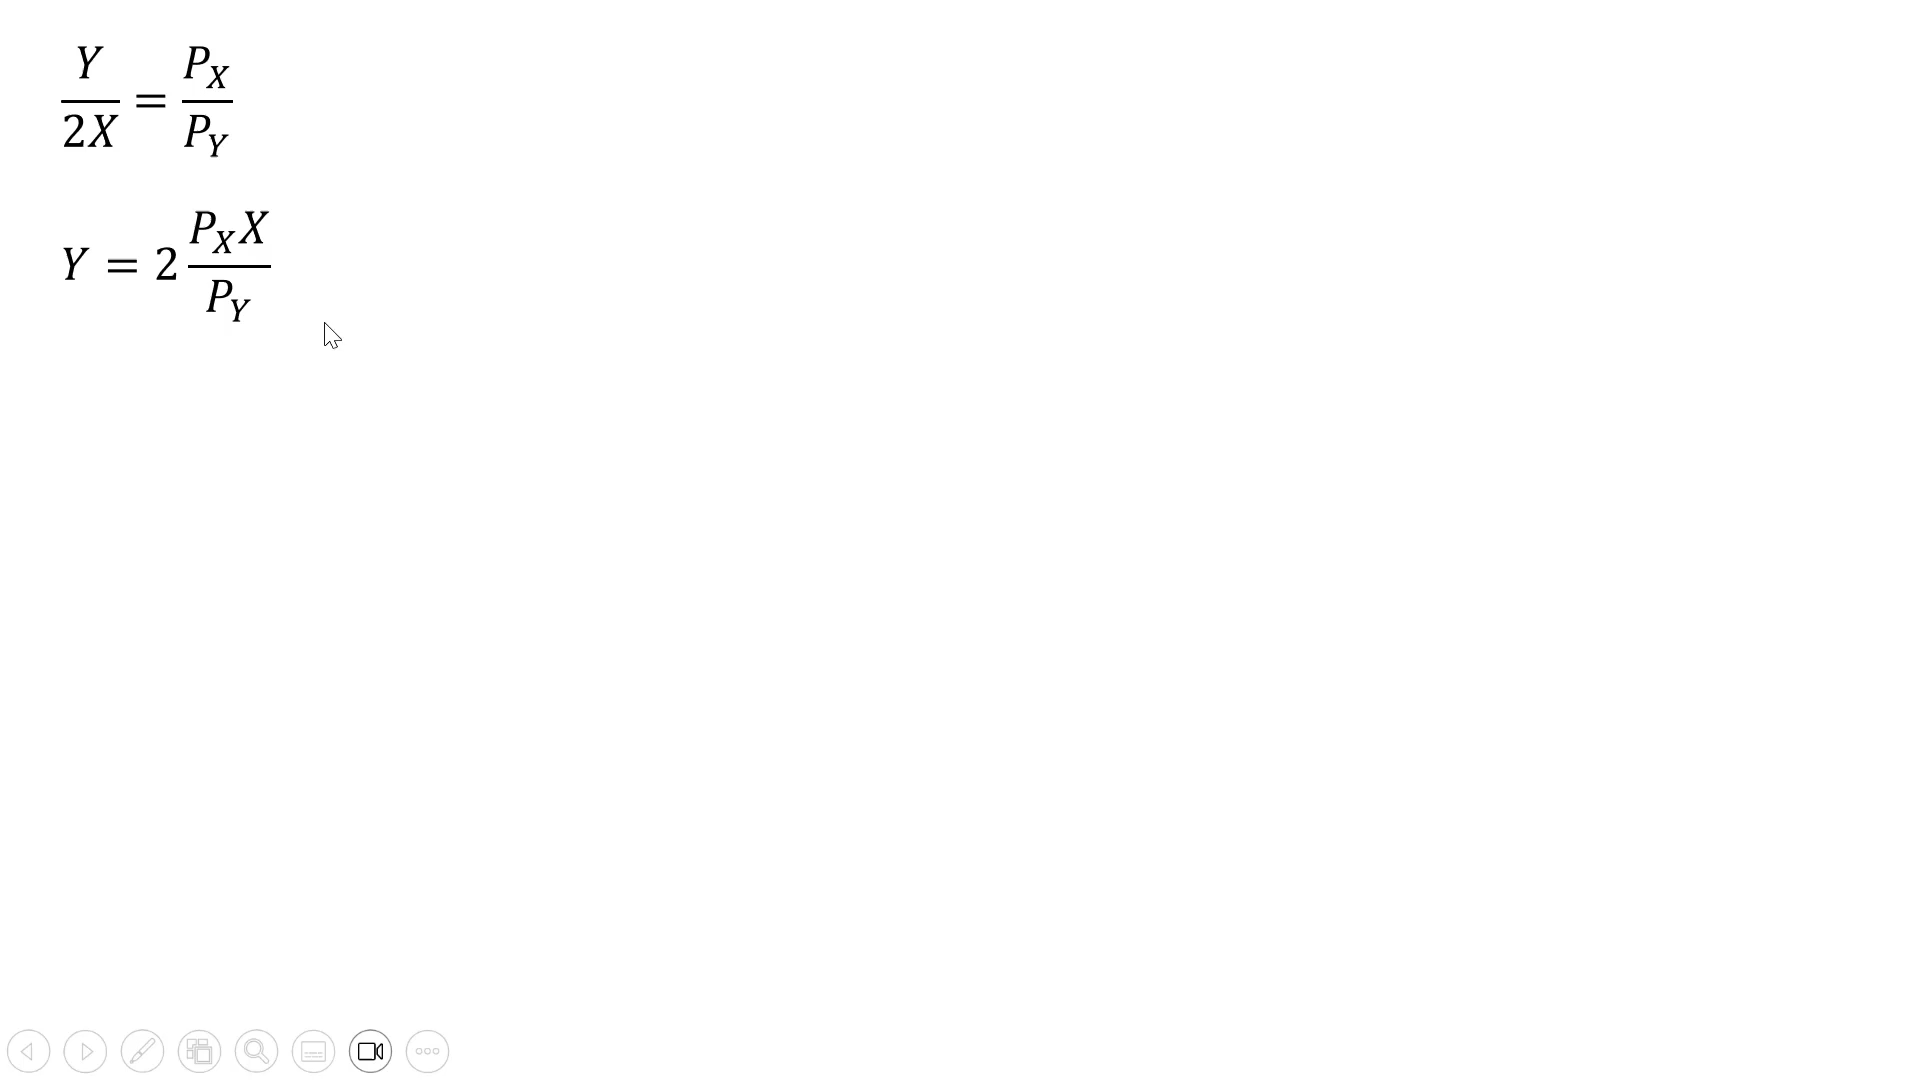 Y/2X = P_X/P_Y
Y = 2 P_X X/P_Y